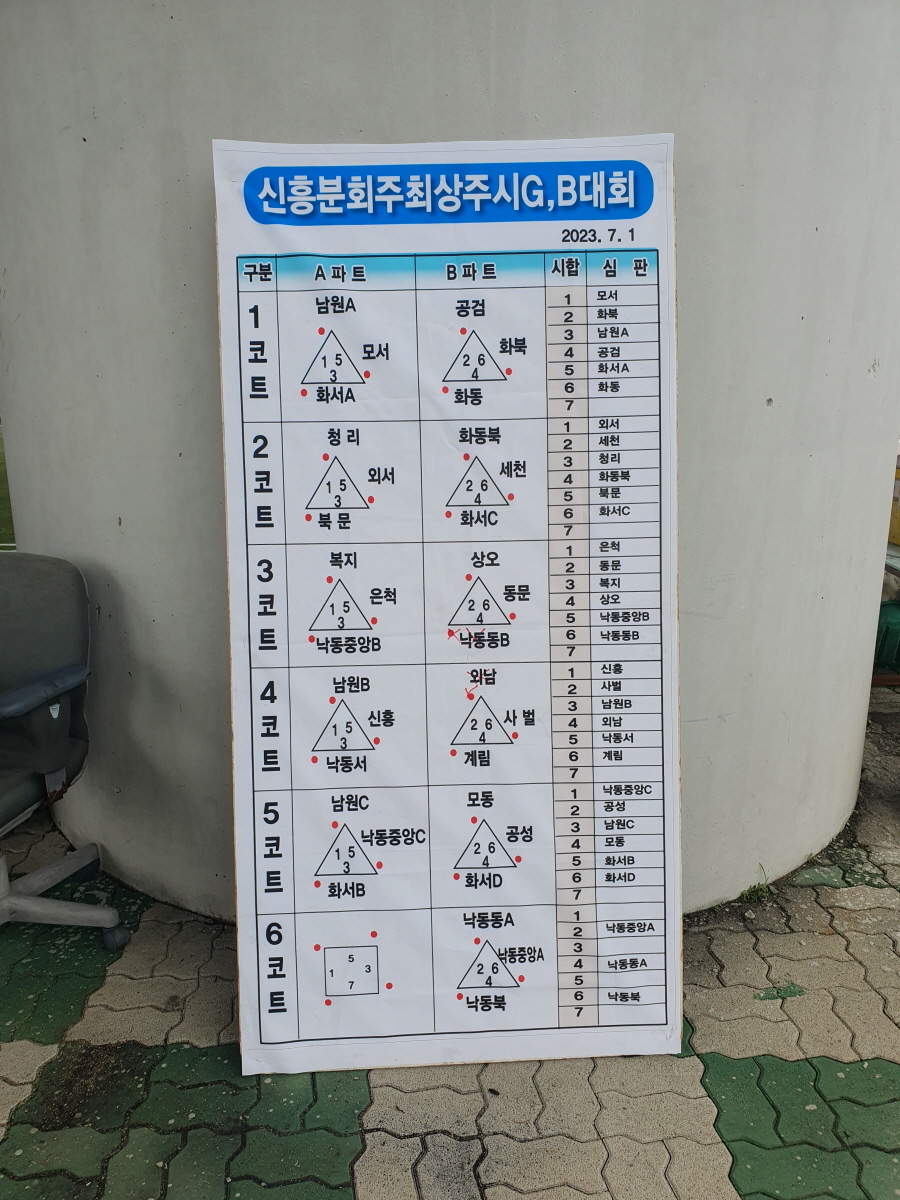 신흥분회주최상주시G,B대회
2023. 7. 1
구분 A 파 트 B 파 트 시합 심 판
1 코 트
남원A
모서
1 5
3
화서A
공검
화북
2 6
4
화동
1 모서
2 화북
3 남원A
4 공검
5 화서A
6 화동
7
2 코 트
청 리
외서
1 5
3
북 문
화동북
세천
2 6
4
화서C
1 외서
2 세천
3 청리
4 화동북
5 북문
6 화서C
7
3 코 트
복지
은척
1 5
3
낙동중앙B
상오
동문
2 6
4
낙동동B
1 은척
2 동문
3 복지
4 상오
5 낙동중앙B
6 낙동동B
7
4 코 트
남원B
신흥
1 5
3
낙동서
외남
사 벌
2 6
4
계림
1 신흥
2 사벌
3 남원B
4 외남
5 낙동서
6 계림
7
5 코 트
남원C
낙동중앙C
1 5
3
화서B
모동
공성
2 6
4
화서D
1 낙동중앙C
2 공성
3 남원C
4 모동
5 화서B
6 화서D
7
6 코 트
5
1 3
7
낙동동A
낙동중앙A
2 6
4
낙동북
1
2 낙동중앙A
3
4 낙동동A
5
6 낙동북
7